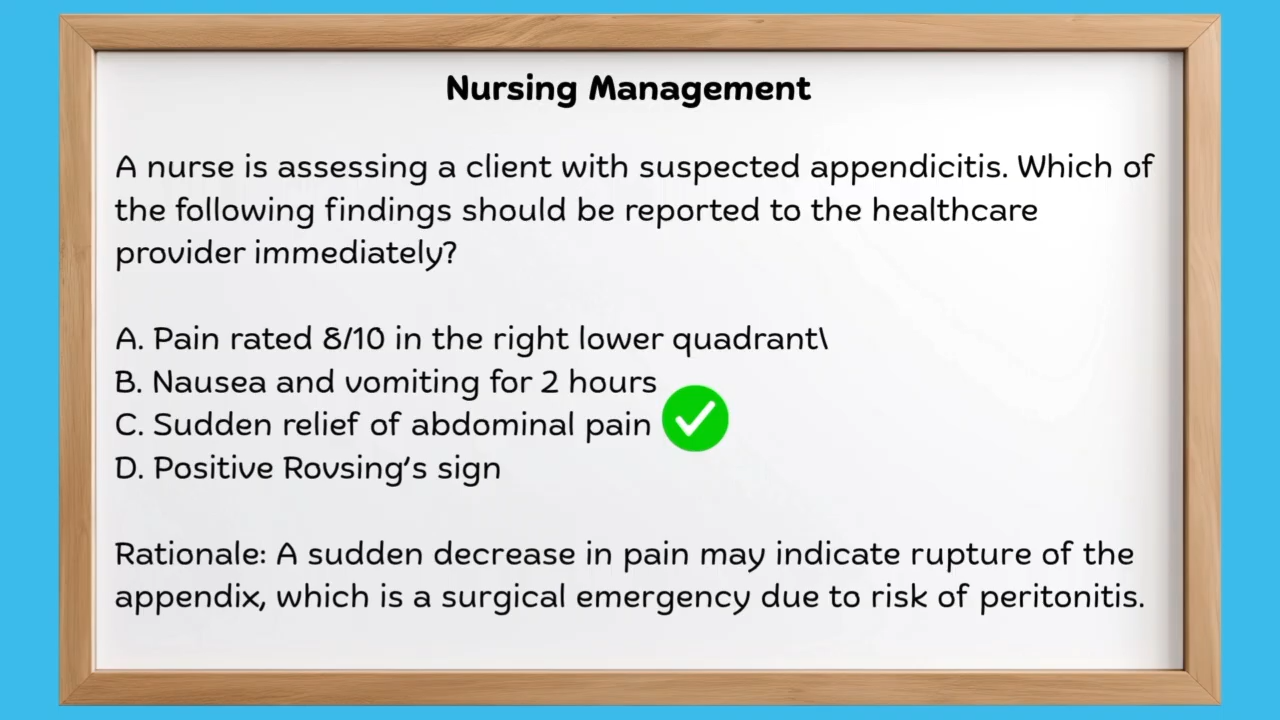 Nursing Management
A nurse is assessing a client with suspected appendicitis. Which of
the following findings should be reported to the healthcare
provider immediately?
A. Pain rated 8/10 in the right lower quadrant\
B. Nausea and vomiting for 2 hours
C. Sudden relief of abdominal pain
D. Positive Rovsing's sign
Rationale: A sudden decrease in pain may indicate rupture of the
appendix, which is a surgical emergency due to risk of peritonitis.